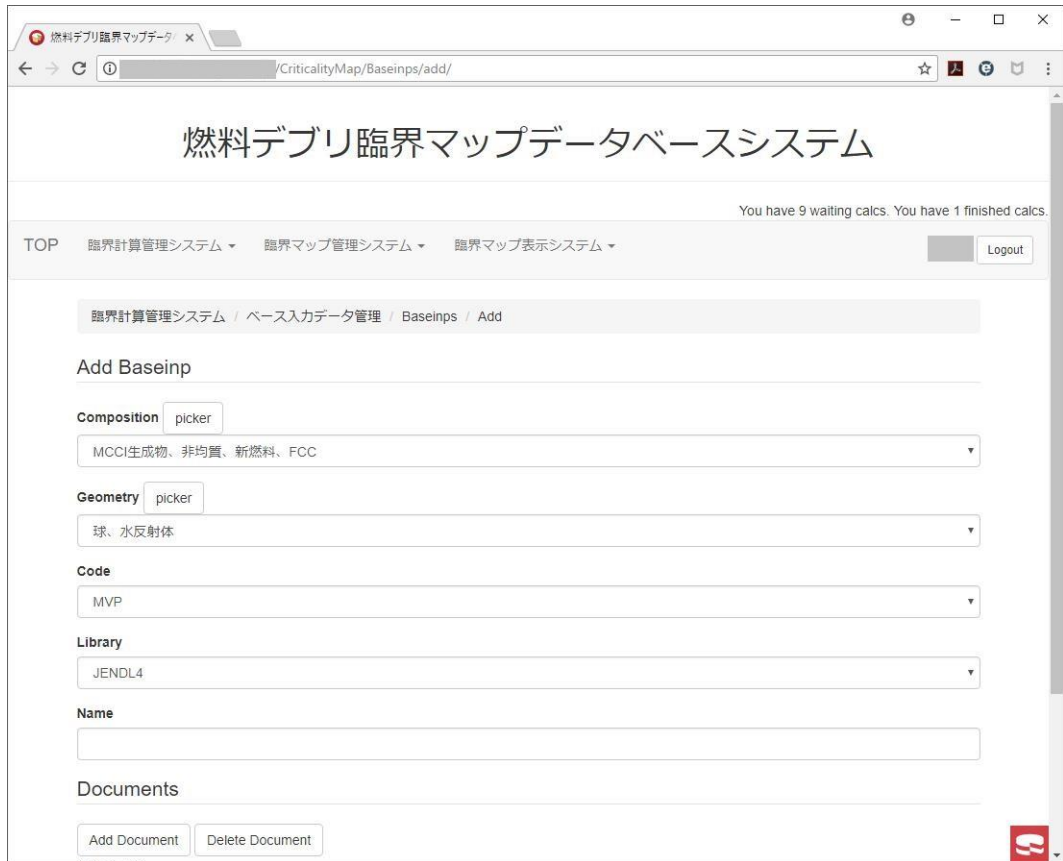 燃料デブリ臨界マップデータ
/CriticalityMap/Baseinps/add/
燃料デブリ臨界マップデータベースシステム
You have 9 waiting calcs. You have 1 finished calcs.
TOP 臨界計算管理システム 臨界マップ管理システム 臨界マップ表示システム Logout
臨界計算管理システム / ベース入力データ管理 / Baseinps / Add
Add Baseinp
Composition picker
MCCI生成物、非均質、新燃料、FCC
Geometry picker
球、水反射体
Code
MVP
Library
JENDL4
Name
Documents
Add Document Delete Document